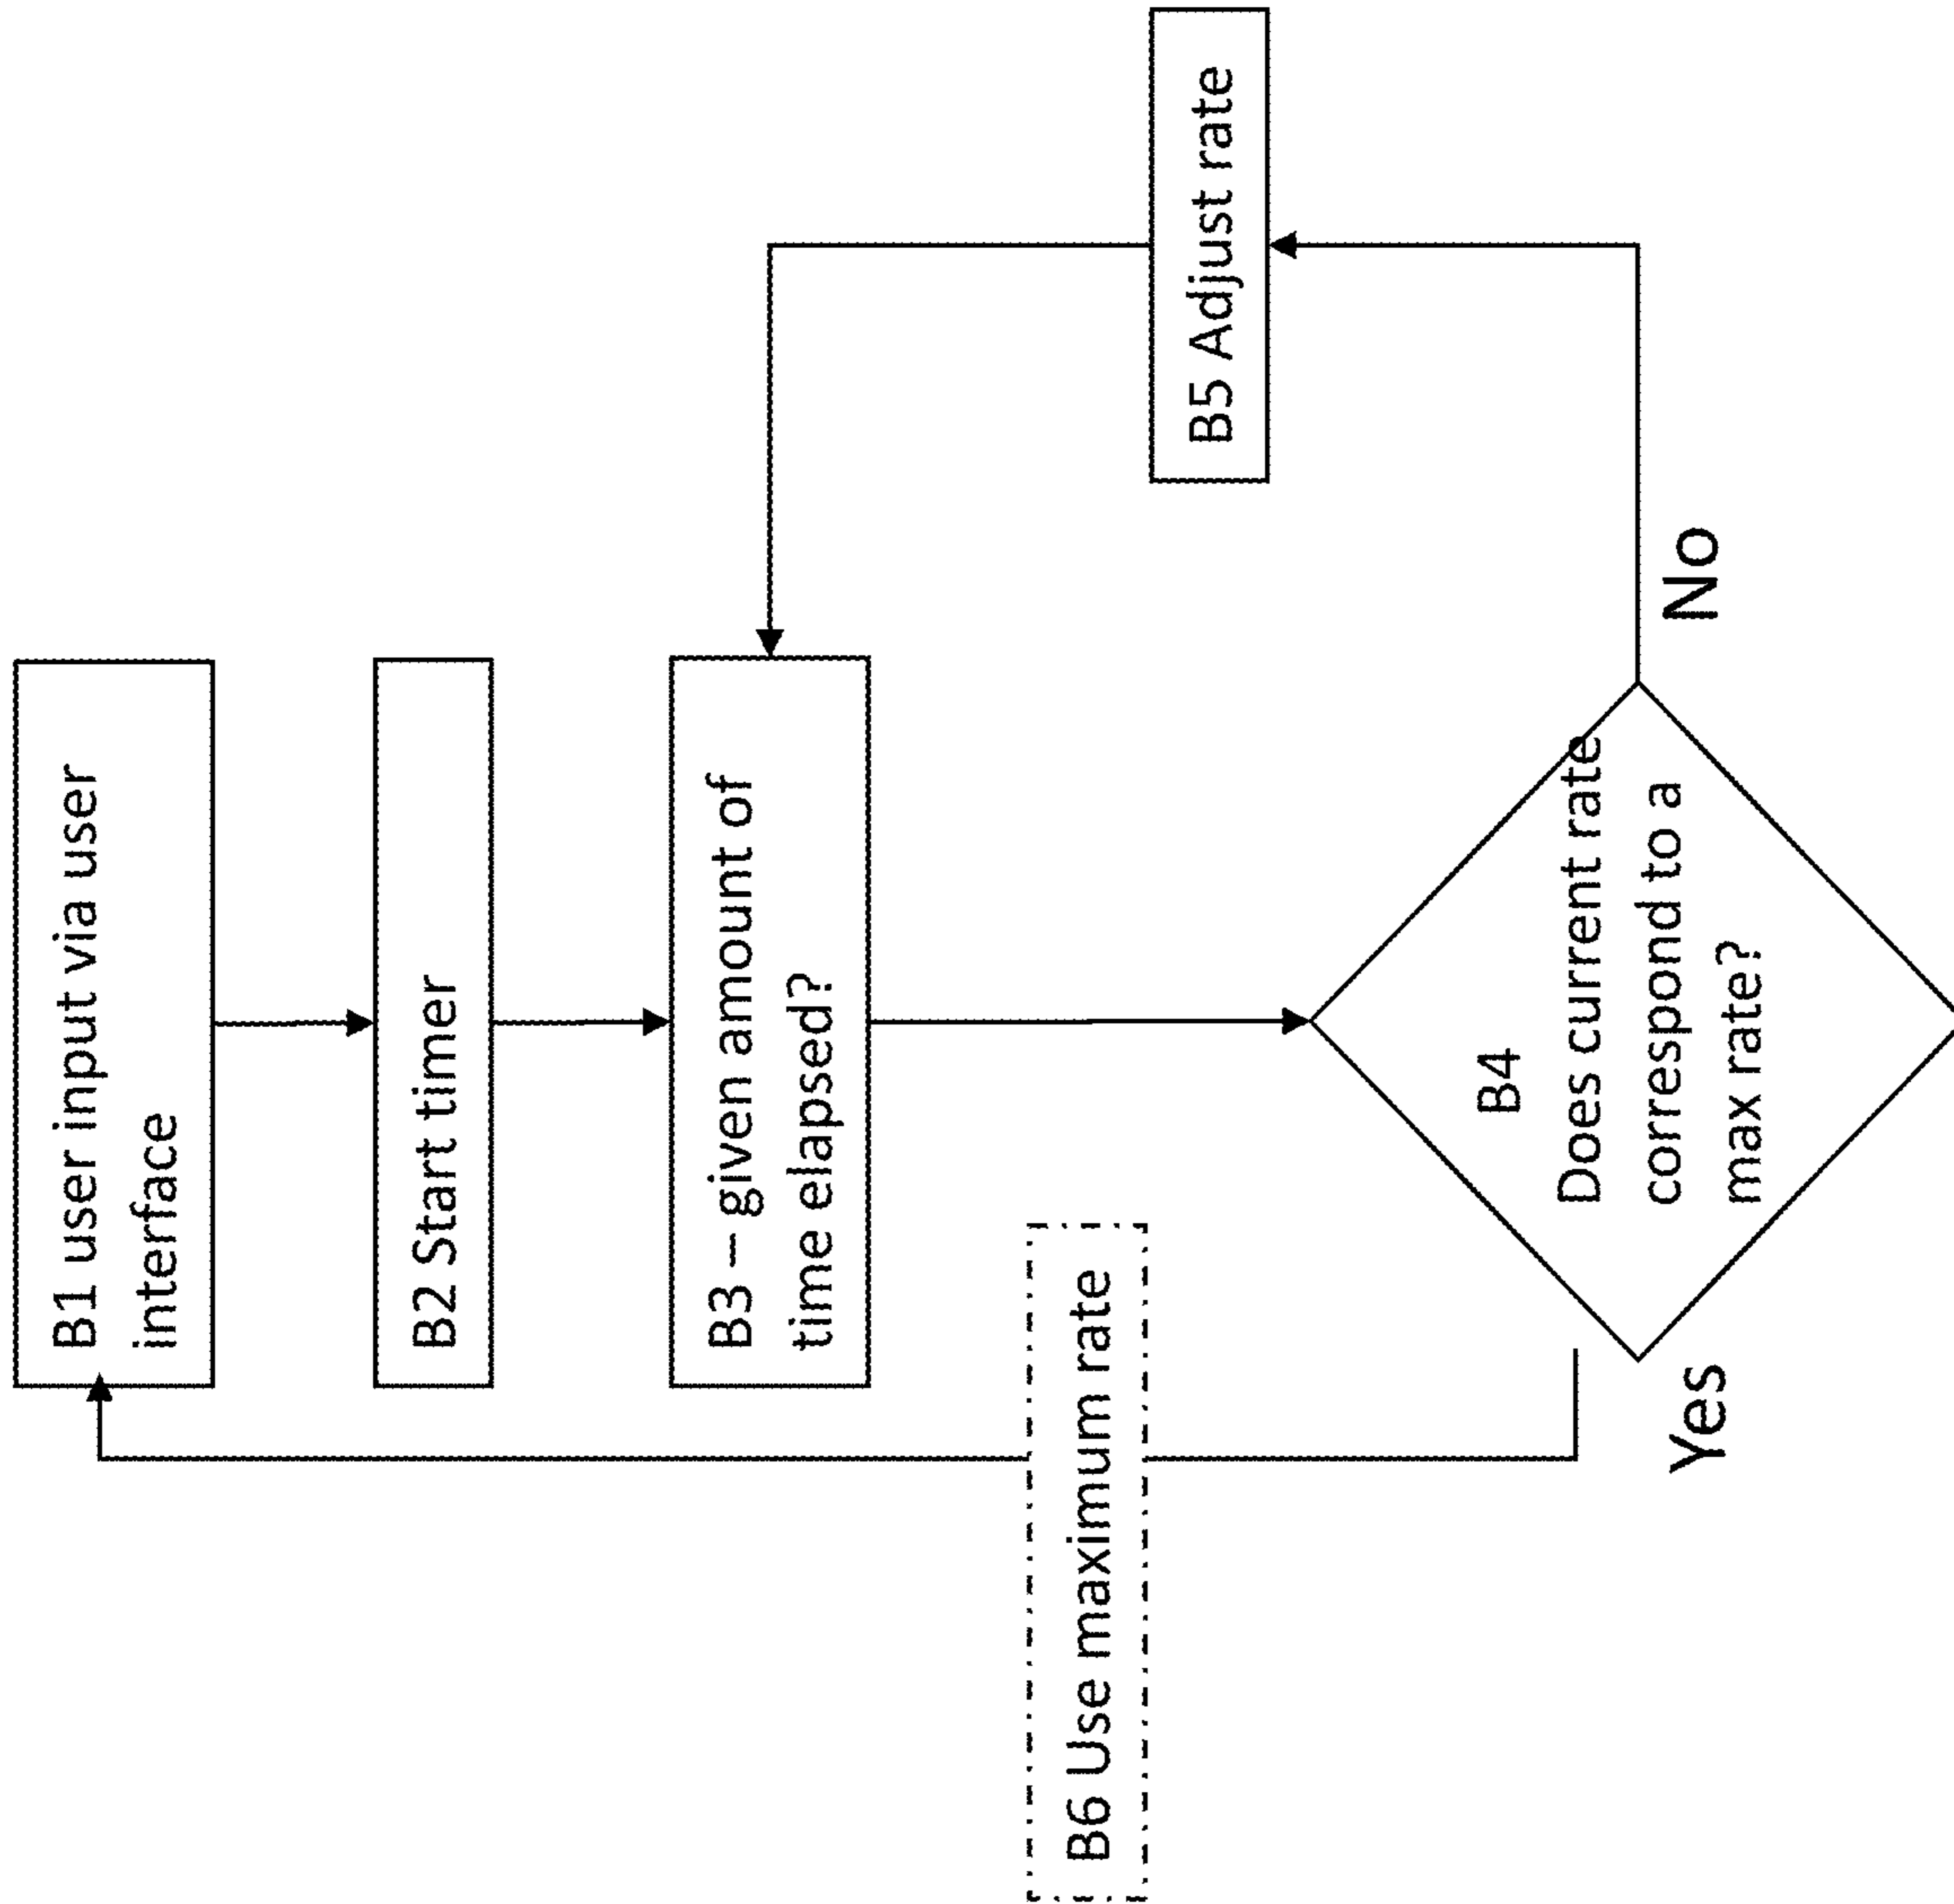 B1 user input via user
interface
B2 Start timer
B3 – given amount of
time elapsed?
B6 Use maximum rate
B5 Adjust rate
B4
Does current rate
correspond to a
max rate?
Yes
No